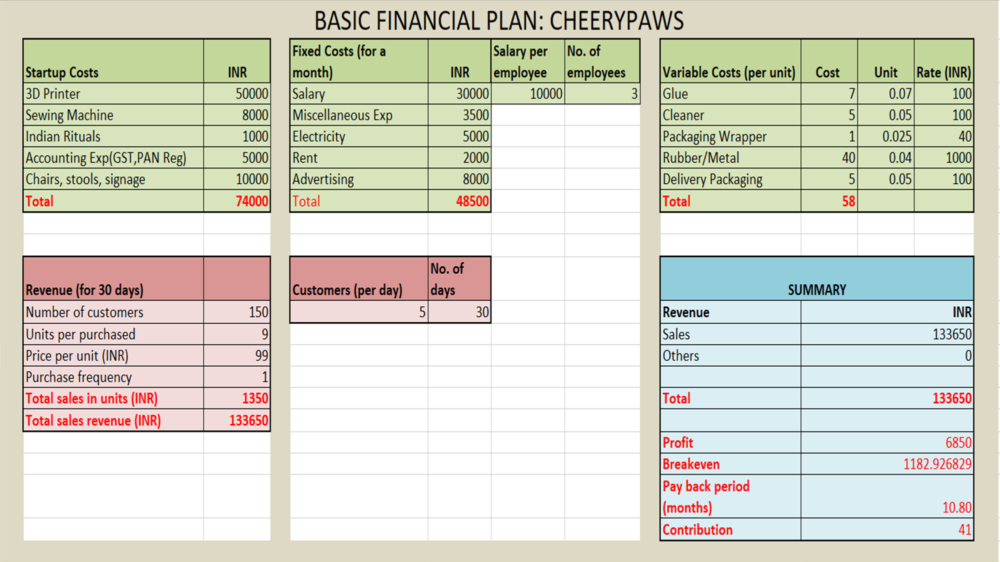 BASIC FINANCIAL PLAN: CHEERYPAWS
Startup Costs INR
3D Printer 50000
Sewing Machine 8000
Indian Rituals 1000
Accounting Exp(GST,PAN Reg) 5000
Chairs, stools, signage 10000
Total 74000
Fixed Costs (for a month) INR Salary per employee No. of employees
Salary 30000 10000 3
Miscellaneous Exp 3500
Electricity 5000
Rent 2000
Advertising 8000
Total 48500
Variable Costs (per unit) Cost Unit Rate (INR)
Glue 7 0.07 100
Cleaner 5 0.05 100
Packaging Wrapper 1 0.025 40
Rubber/Metal 40 0.04 1000
Delivery Packaging 5 0.05 100
Total 58
Revenue (for 30 days)
Number of customers 150
Units per purchased 9
Price per unit (INR) 99
Purchase frequency 1
Total sales in units (INR) 1350
Total sales revenue (INR) 133650
Customers (per day) No. of days
5 30
SUMMARY
Revenue INR
Sales 133650
Others 0
Total 133650
Profit 6850
Breakeven 1182.926829
Pay back period (months) 10.80
Contribution 41